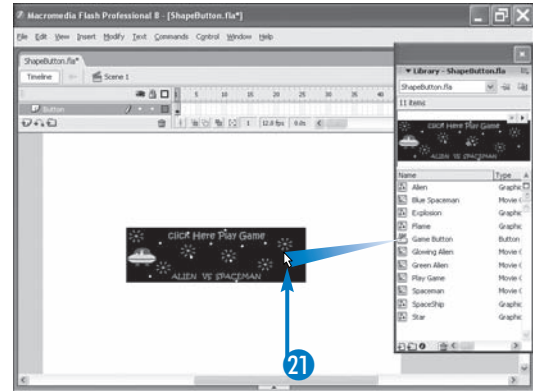 Macromedia Flash Professional 8 - [ShapeButton.fla*]
File Edit View Insert Modify Text Commands Control Window Help
ShapeButton.fla*
Timeline Scene 1
5 10 15 20 25 30 35 40
Button
1 12.0 fps 0.0s
Click Here Play Game
ALIEN VS SPACEMAN
21
Library - ShapeButton.fla
ShapeButton.fla
11 items
Click Here Play Game
ALIEN VS SPACEMAN
Name Type
Alien Graphic
Blue Spaceman Movie C
Explosion Graphic
Flame Graphic
Game Button Button
Glowing Alien Movie C
Green Alien Movie C
Play Game Movie C
Spaceman Movie C
SpaceShip Graphic
Star Graphic